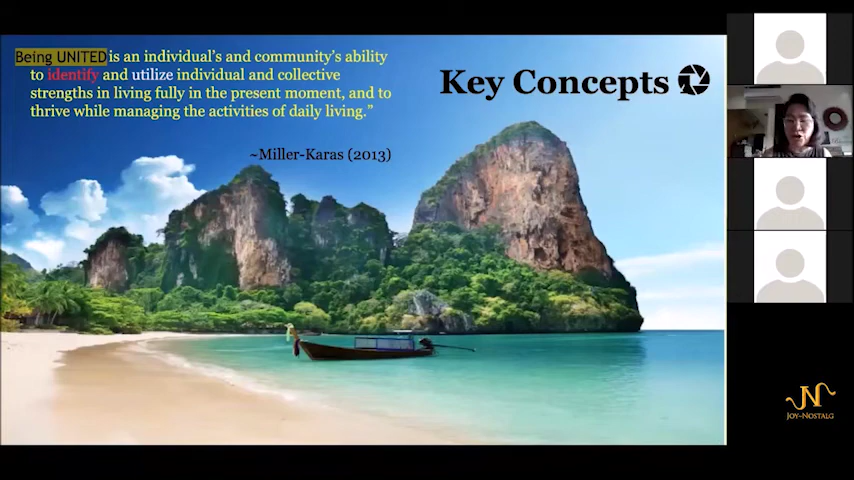 Being UNITED is an individual's and community's ability
to identify and utilize individual and collective
strengths in living fully in the present moment, and to
thrive while managing the activities of daily living.”
~Miller-Karas (2013)
Key Concepts
JN
JOY~NOSTALG